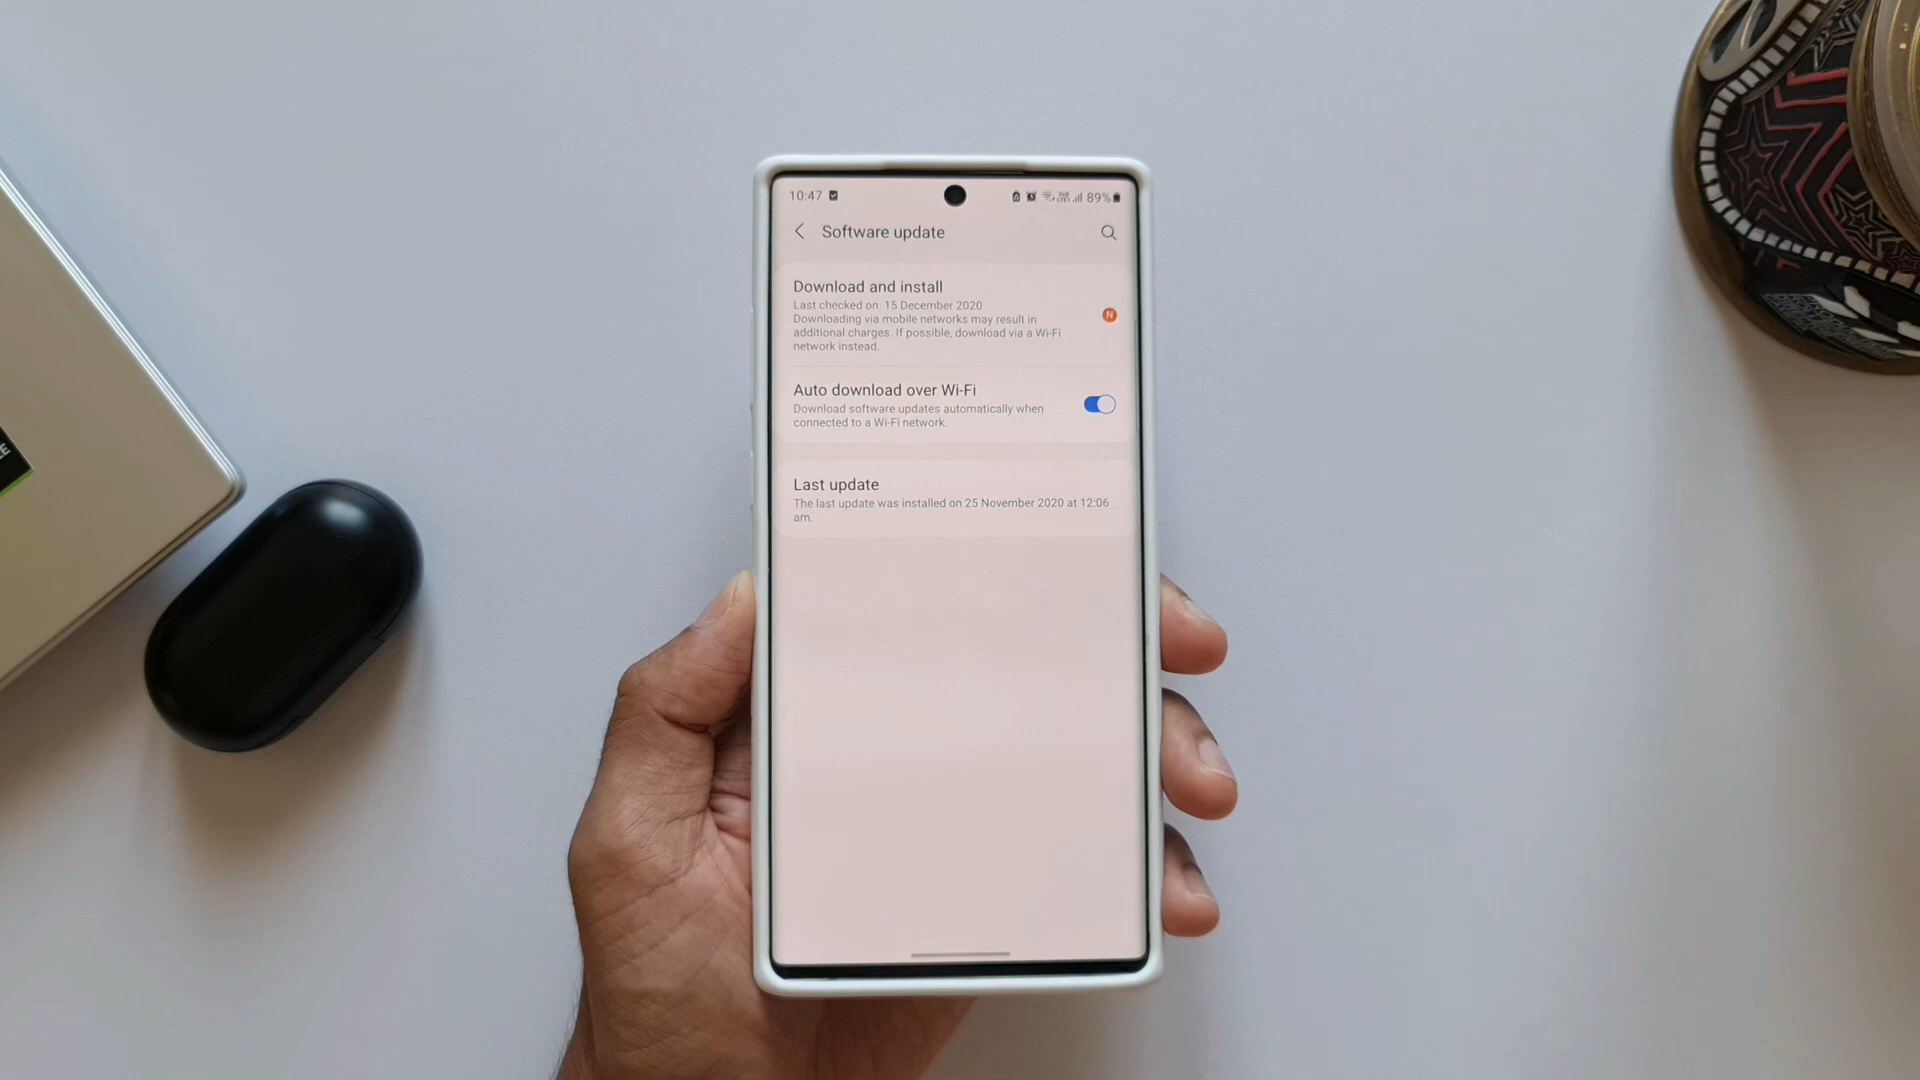 10:47
89%
Software update
Download and install
Last checked on: 15 December 2020
Downloading via mobile networks may result in
additional charges. If possible, download via a Wi-Fi
network instead.
N
Auto download over Wi-Fi
Download software updates automatically when
connected to a Wi-Fi network.
Last update
The last update was installed on 25 November 2020 at 12:06
am.